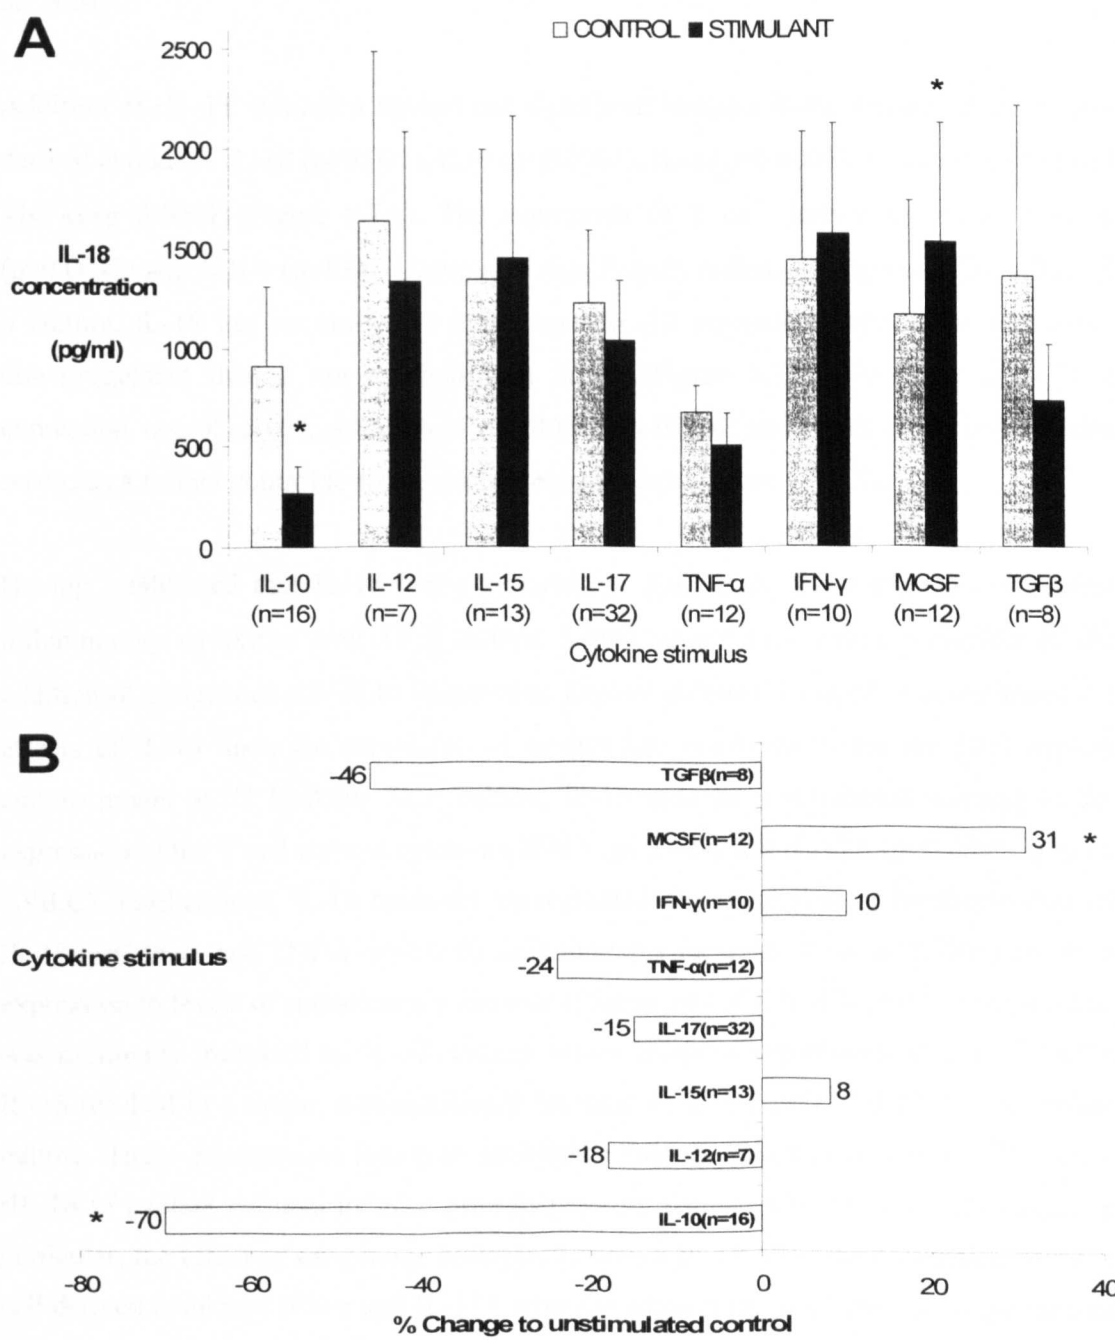 A
□ CONTROL ■ STIMULANT
2500
2000
1500
1000
500
0
IL-18
concentration
(pg/ml)
*
*
IL-10 IL-12 IL-15 IL-17 TNF-α IFN-γ MCSF TGFβ
(n=16) (n=7) (n=13) (n=32) (n=12) (n=10) (n=12) (n=8)
Cytokine stimulus
B
-46 TGFβ(n=8)
MCSF(n=12) 31 *
IFN-γ(n=10) 10
Cytokine stimulus
-24 TNF-α(n=12)
-15 IL-17(n=32)
IL-15(n=13) 8
-18 IL-12(n=7)
* -70 IL-10(n=16)
-80 -60 -40 -20 0 20 40
% Change to unstimulated control